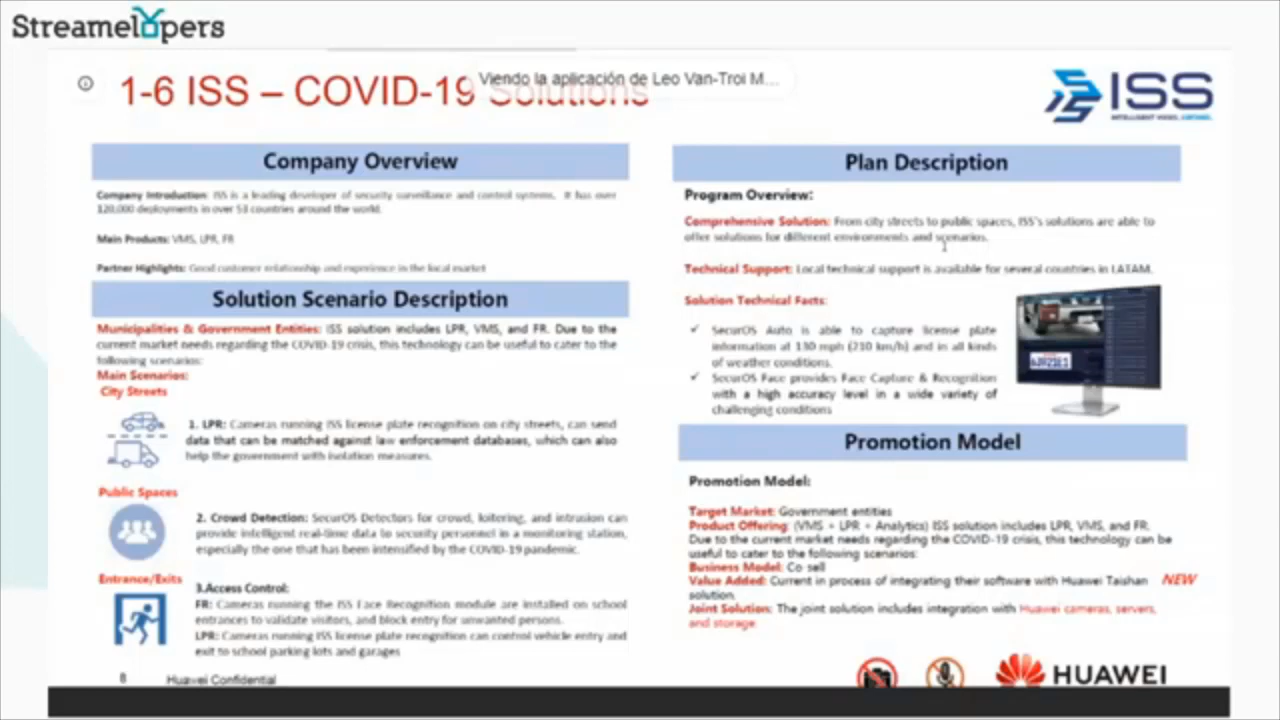 Streamelopers
1-6 ISS – COVID-19 Solutions
Viendo la aplicación de Leo Van-Troi M...
ISS
INTELLIGENT VIDEO.
Company Overview
Company Introduction: ISS is a leading developer of security surveillance and control systems. It has over
120,000 deployments in over 53 countries around the world.
Main Products: VMS, LPR, FR
Partner Highlights: Good customer relationship and experience in the local market
Solution Scenario Description
Municipalities & Government Entities: ISS solution includes LPR, VMS, and FR. Due to the
current market needs regarding the COVID-19 crisis, this technology can be useful to cater to the
following scenarios:
Main Scenarios:
City Streets
1. LPR: Cameras running ISS license plate recognition on city streets, can send
data that can be matched against law enforcement databases, which can also
help the government with isolation measures.
Public Spaces
2. Crowd Detection: SecurOS Detectors for crowd, loitering, and intrusion can
provide intelligent real-time data to security personnel in a monitoring station,
especially the one that has been intensified by the COVID-19 pandemic.
Entrance/Exits
3.Access Control:
FR: Cameras running the ISS Face Recognition module are installed on school
entrances to validate visitors, and block entry for unwanted persons.
LPR: Cameras running ISS license plate recognition can control vehicle entry and
exit to school parking lots and garages
8 Huawei Confidential
Plan Description
Program Overview:
Comprehensive Solution: From city streets to public spaces, ISS's solutions are able to
offer solutions for different environments and scenarios.
Technical Support: Local technical support is available for several countries in LATAM.
Solution Technical Facts:
✓ SecurOS Auto is able to capture license plate
information at 130 mph (210 km/h) and in all kinds
of weather conditions.
✓ SecurOS Face provides Face Capture & Recognition
with a high accuracy level in a wide variety of
challenging conditions
Promotion Model
Promotion Model:
Target Market: Government entities
Product Offering: (VMS + LPR + Analytics) ISS solution includes LPR, VMS, and FR.
Due to the current market needs regarding the COVID-19 crisis, this technology can be
useful to cater to the following scenarios:
Business Model: Co sell
Value Added: Current in process of integrating their software with Huawei Taishan NEW
solution.
Joint Solution: The joint solution includes integration with Huawei cameras, servers,
and storage
HUAWEI